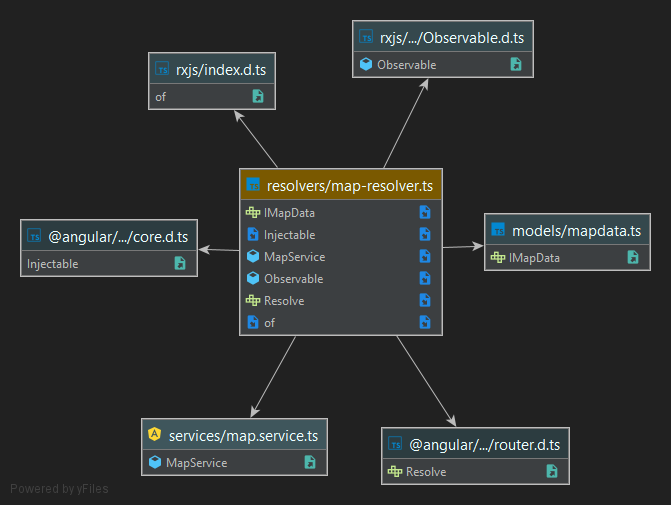 rxjs/.../Observable.d.ts
Observable
rxjs/index.d.ts
of
resolvers/map-resolver.ts
IMapData
Injectable
MapService
Observable
Resolve
of
@angular/.../core.d.ts
Injectable
models/mapdata.ts
IMapData
services/map.service.ts
MapService
@angular/.../router.d.ts
Resolve
Powered by yFiles